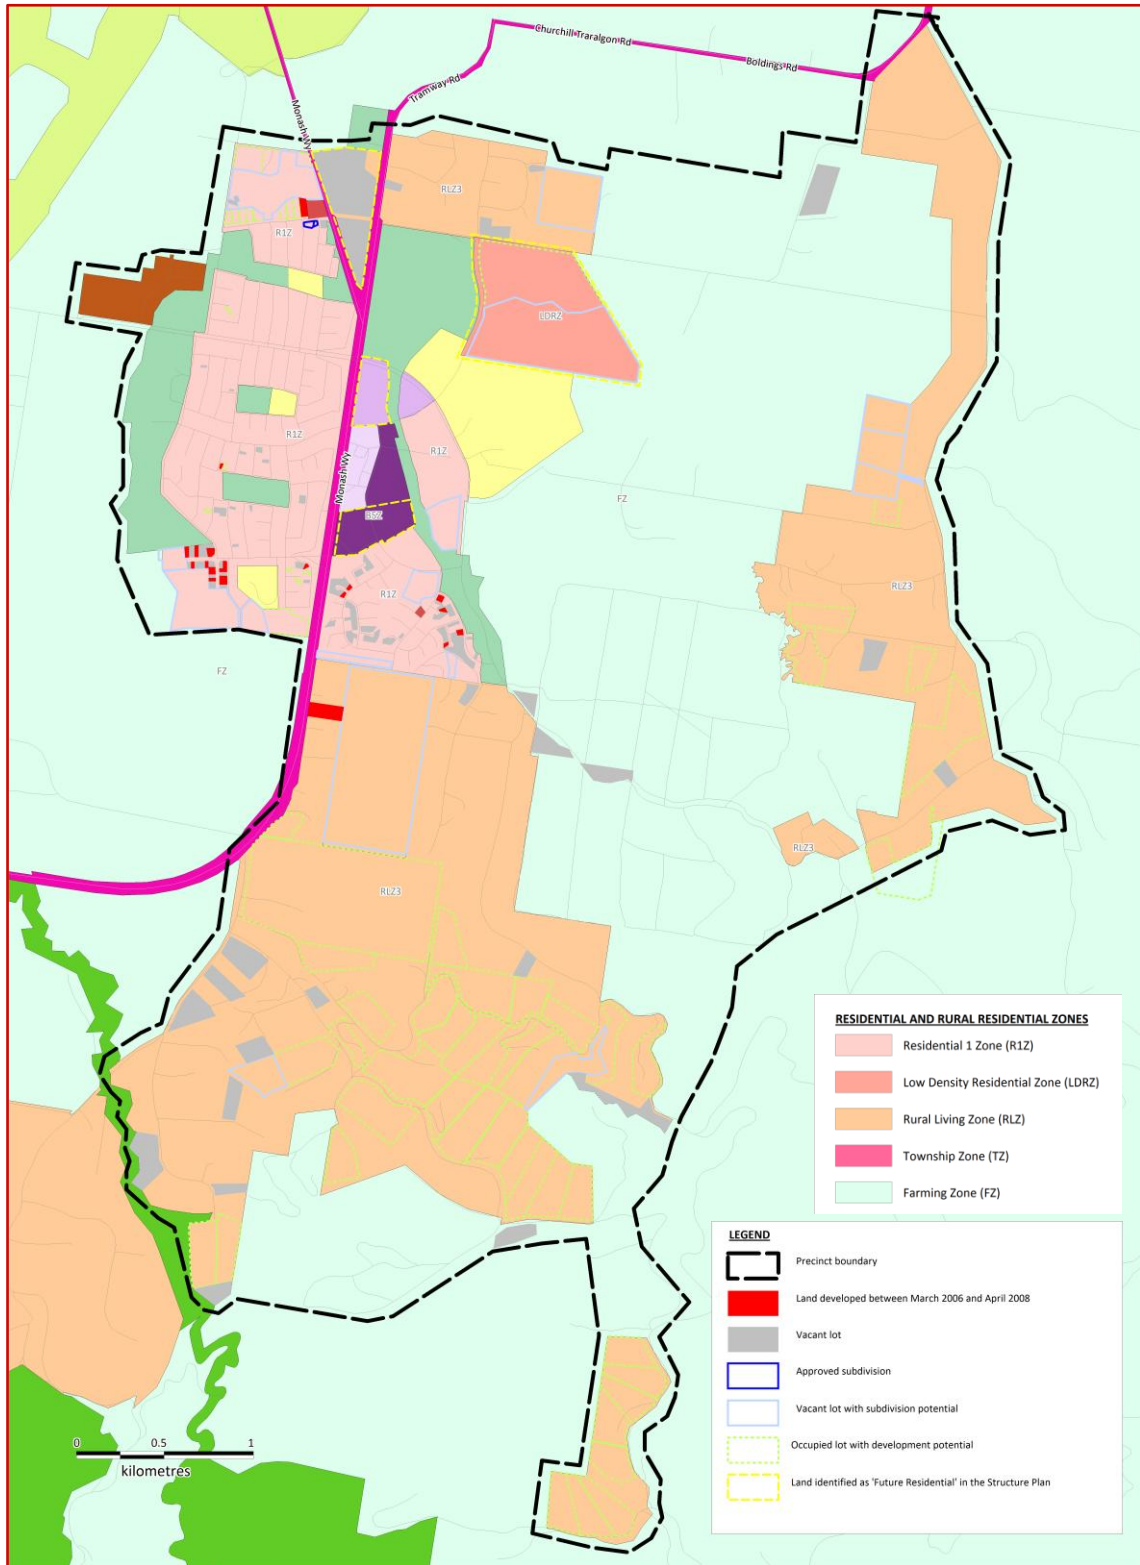 Churchill Traralgon Rd
Boldings Rd
Tramway Rd
Monash Wy
RLZ3
R1Z
LDRZ
R1Z
R1Z
Monash Wy
FZ
B5Z
R1Z
RLZ3
FZ
RLZ3
RLZ3
RESIDENTIAL AND RURAL RESIDENTIAL ZONES
Residential 1 Zone (R1Z)
Low Density Residential Zone (LDRZ)
Rural Living Zone (RLZ)
Township Zone (TZ)
Farming Zone (FZ)
LEGEND
Precinct boundary
Land developed between March 2006 and April 2008
Vacant lot
Approved subdivision
Vacant lot with subdivision potential
Occupied lot with development potential
Land identified as 'Future Residential' in the Structure Plan
0 0.5 1
kilometres